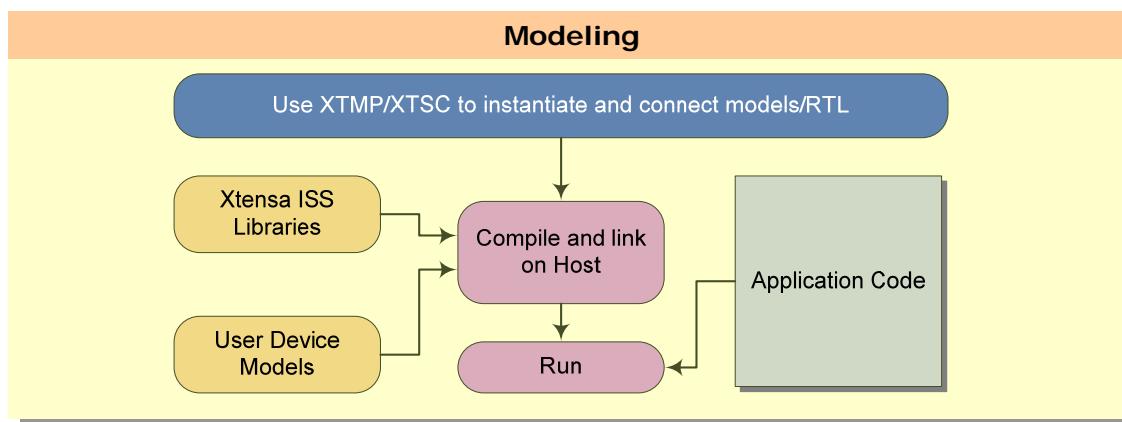 Modeling
Use XTMP/XTSC to instantiate and connect models/RTL
Xtensa ISS
Libraries
Compile and link
on Host
Application Code
User Device
Models
Run